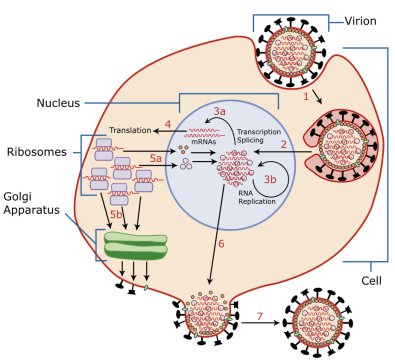 Virion
1
Nucleus
3a
4
Translation
mRNAs
Transcription
Splicing
2
Ribosomes
5a
3b
RNA
Replication
Golgi
Apparatus
5b
6
Cell
7